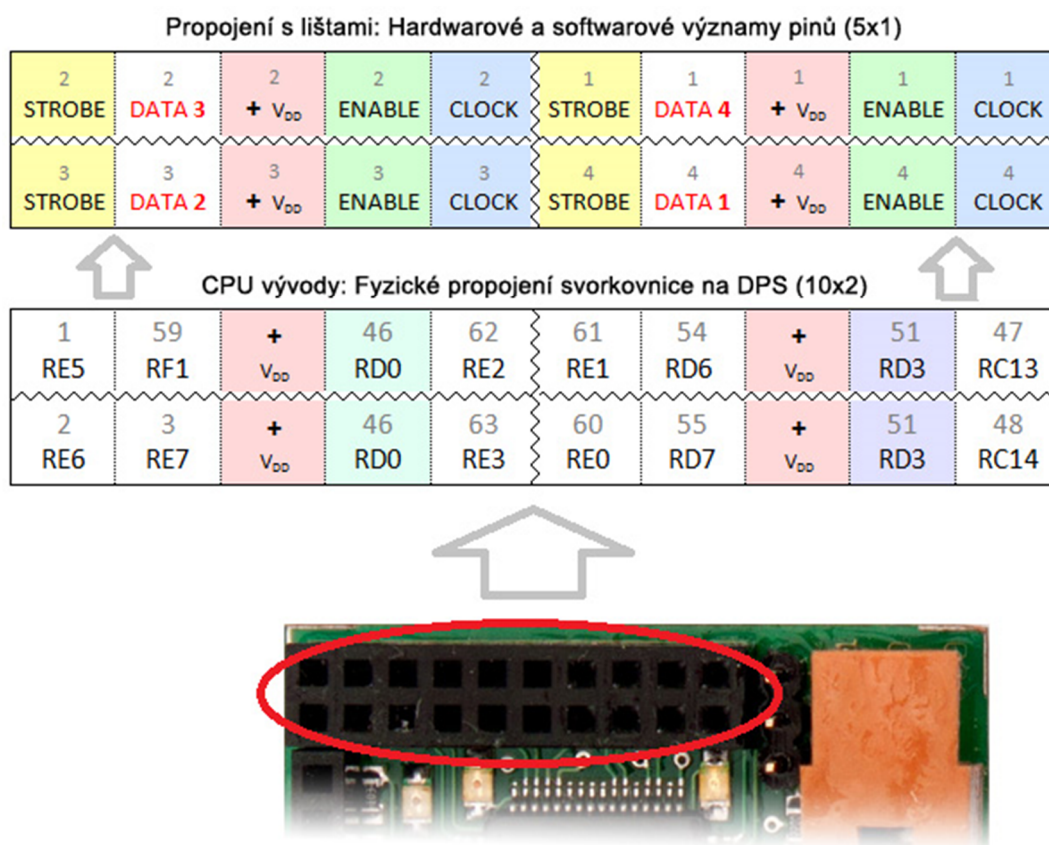 Propojení s lištami: Hardwarové a softwarové významy pinů (5x1)
2 2 2 2 2 1 1 1 1 1
STROBE DATA 3 + VDD ENABLE CLOCK STROBE DATA 4 + VDD ENABLE CLOCK
3 3 3 3 3 4 4 4 4 4
STROBE DATA 2 + VDD ENABLE CLOCK STROBE DATA 1 + VDD ENABLE CLOCK
CPU vývody: Fyzické propojení svorkovnice na DPS (10x2)
1 59 + 46 62 61 54 + 51 47
RE5 RF1 VDD RD0 RE2 RE1 RD6 VDD RD3 RC13
2 3 + 46 63 60 55 + 51 48
RE6 RE7 VDD RD0 RE3 RE0 RD7 VDD RD3 RC14